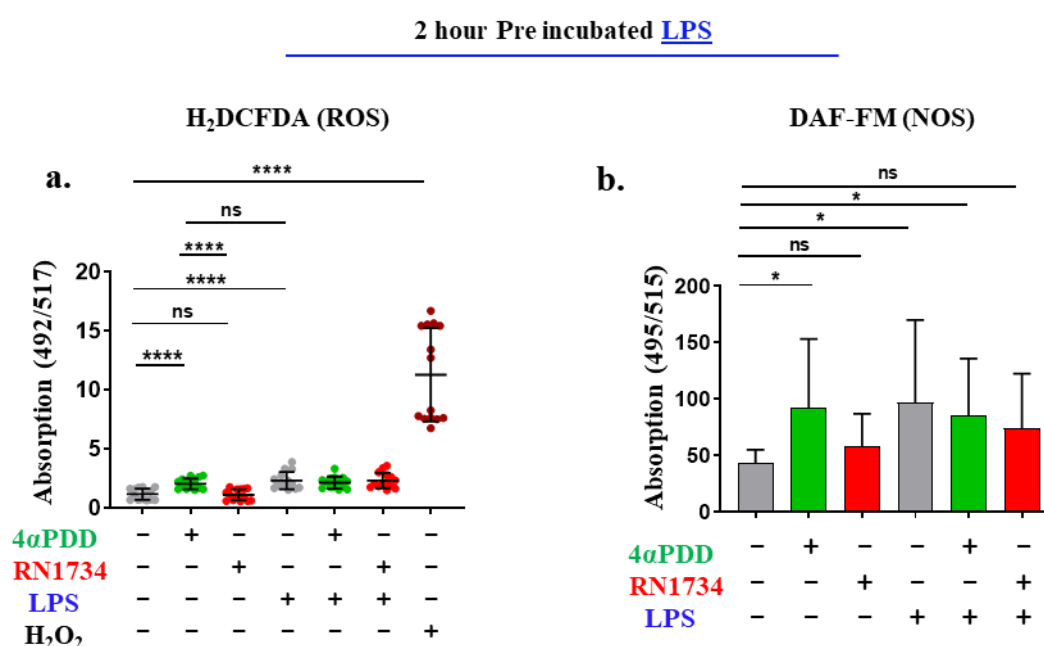 2 hour Pre incubated LPS
H₂DCFDA (ROS)
a.
****
ns
****
****
ns
****
Absorption (492/517)
20
15
10
5
0
4αPDD – + – – + – –
RN1734 – – + – – + –
LPS – – – + + + –
H₂O₂ – – – – – – +
DAF-FM (NOS)
b.
ns
*
*
ns
*
Absorption (495/515)
200
150
100
50
0
4αPDD – + – – + –
RN1734 – – + – – +
LPS – – – + + +